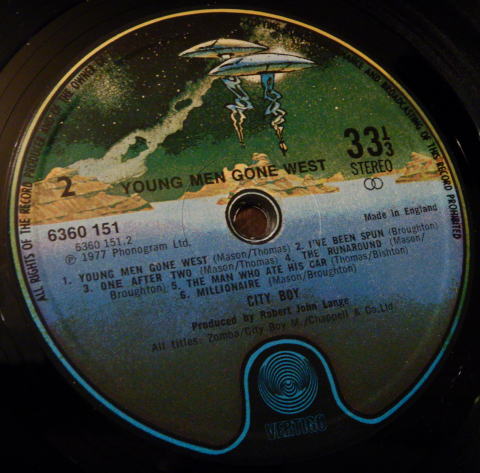 ALL RIGHTS OF THE RECORD PRODUCER AND OF THE OWNER OF
AND BROADCASTING OF THIS RECORD PROHIBITED
2
YOUNG MEN GONE WEST
33⅓
STEREO
6360 151
6360 151.2
℗ 1977 Phonogram Ltd.
Made in England
1. YOUNG MEN GONE WEST (Mason/Thomas) 2. I'VE BEEN SPUN (Broughton)
3. ONE AFTER TWO (Mason/Thomas) 4. THE RUNAROUND (Mason/
Broughton) 5. THE MAN WHO ATE HIS CAR (Thomas/Bishton)
6. MILLIONAIRE (Mason/Broughton)
CITY BOY
Produced by Robert John Lange
All titles: Zomba/City Boy M./Chappell & Co.Ltd.
VERTIGO